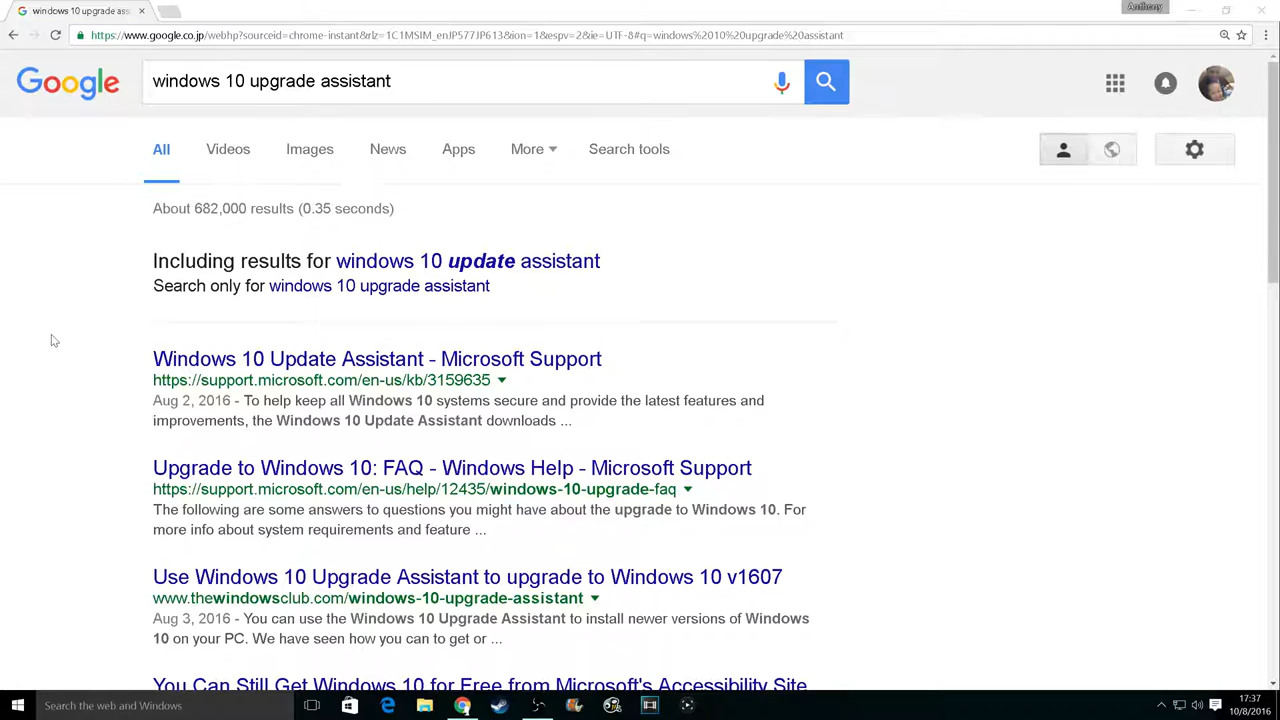 windows 10 upgrade ass
Anthony
https://www.google.co.jp/webhp?sourceid=chrome-instant&rlz=1C1MSIM_enJP577JP613&ion=1&espv=2&ie=UTF-8#q=windows%2010%20upgrade%20assistant
Google
windows 10 upgrade assistant
All Videos Images News Apps More Search tools
About 682,000 results (0.35 seconds)
Including results for windows 10 update assistant
Search only for windows 10 upgrade assistant
Windows 10 Update Assistant - Microsoft Support
https://support.microsoft.com/en-us/kb/3159635
Aug 2, 2016 - To help keep all Windows 10 systems secure and provide the latest features and
improvements, the Windows 10 Update Assistant downloads ...
Upgrade to Windows 10: FAQ - Windows Help - Microsoft Support
https://support.microsoft.com/en-us/help/12435/windows-10-upgrade-faq
The following are some answers to questions you might have about the upgrade to Windows 10. For
more info about system requirements and feature ...
Use Windows 10 Upgrade Assistant to upgrade to Windows 10 v1607
www.thewindowsclub.com/windows-10-upgrade-assistant
Aug 3, 2016 - You can use the Windows 10 Upgrade Assistant to install newer versions of Windows
10 on your PC. We have seen how you can to get or ...
You Can Still Get Windows 10 for Free from Microsoft's Accessibility Site
Search the web and Windows
17:37
10/8/2016